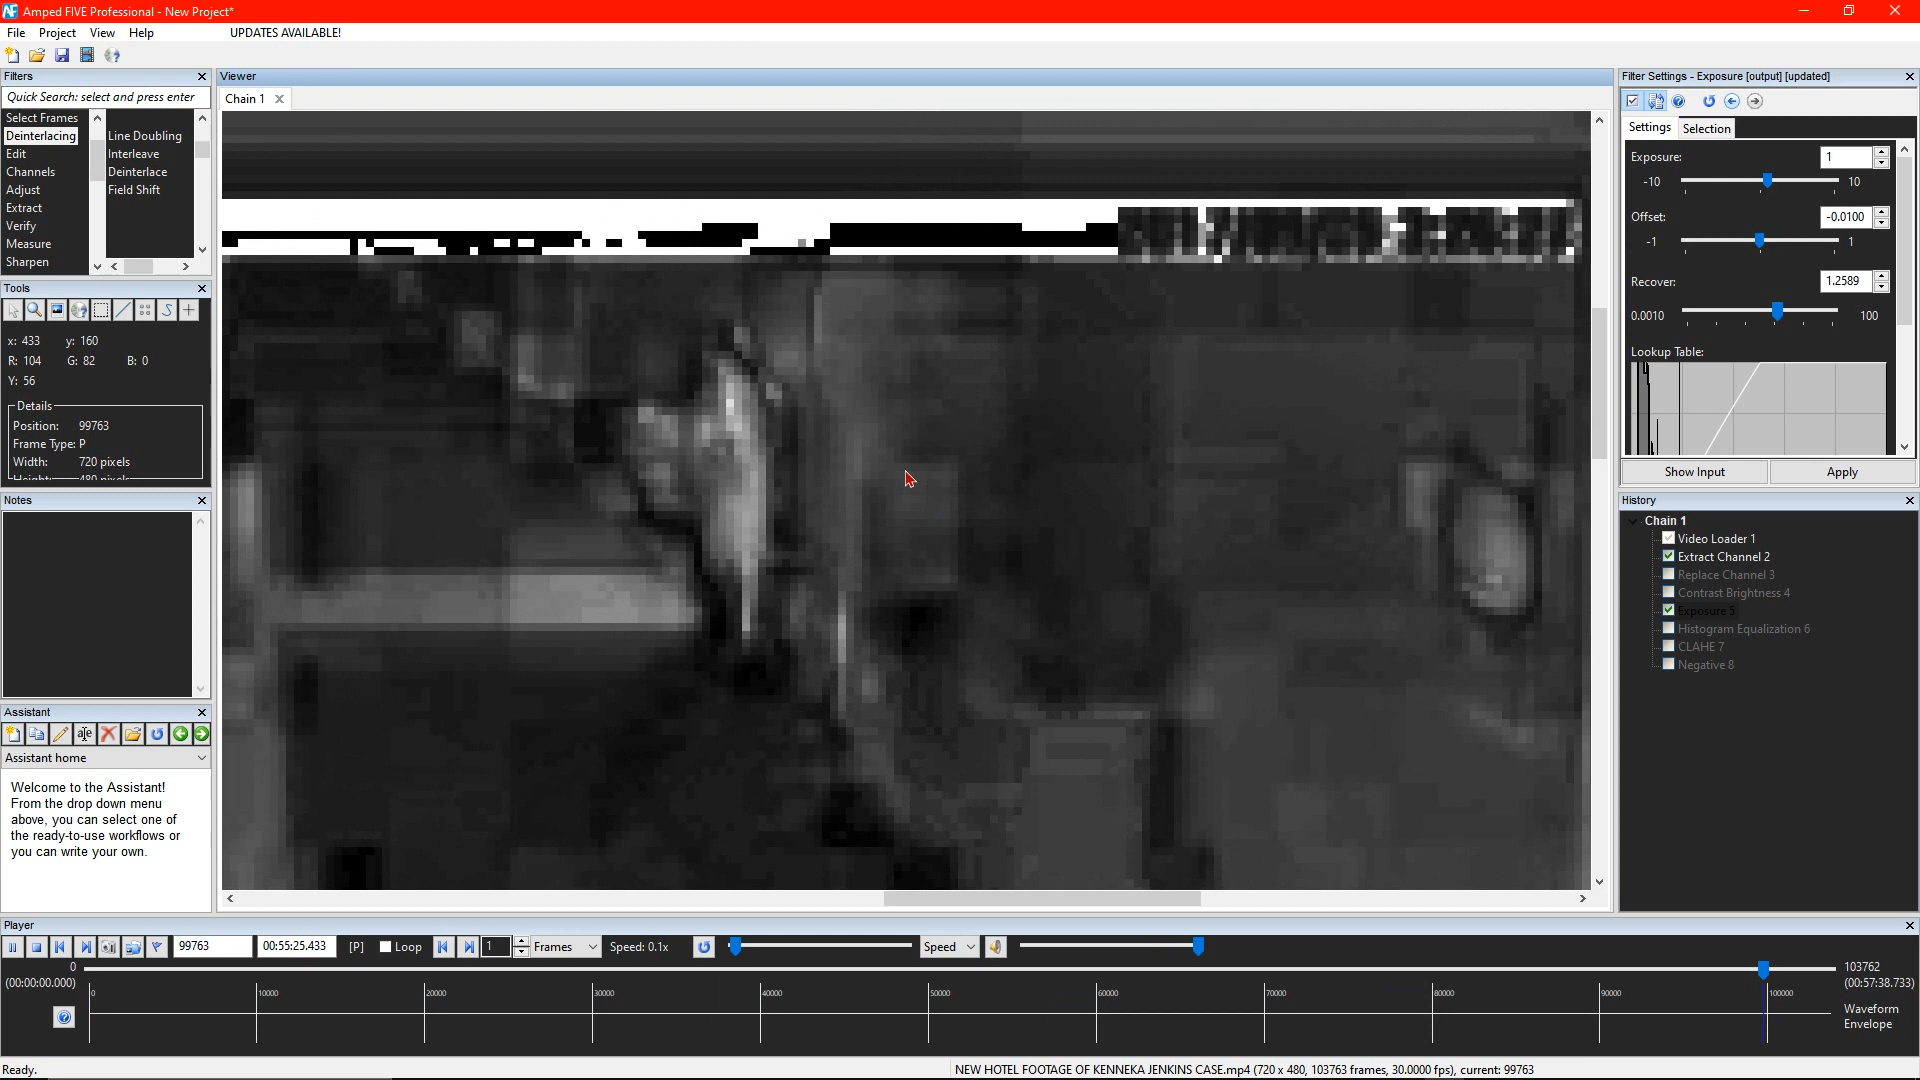 Amped FIVE Professional - New Project*
File Project View Help UPDATES AVAILABLE!
Filters
Quick Search: select and press enter
Select Frames
Deinterlacing
Edit
Channels
Adjust
Extract
Verify
Measure
Sharpen
Line Doubling
Interleave
Deinterlace
Field Shift
Tools
x: 433 y: 160
R: 104 G: 82 B: 0
Y: 56
Details
Position: 99763
Frame Type: P
Width: 720 pixels
Height: 480 pixels
Notes
Assistant
Assistant home
Welcome to the Assistant!
From the drop down menu
above, you can select one of
the ready-to-use workflows or
you can write your own.
Viewer
Chain 1
Filter Settings - Exposure [output] [updated]
Settings Selection
Exposure: 1
-10 10
Offset: -0.0100
-1 1
Recover: 1.2589
0.0010 100
Lookup Table:
Show Input Apply
History
Chain 1
Video Loader 1
Extract Channel 2
Replace Channel 3
Contrast Brightness 4
Exposure 5
Histogram Equalization 6
CLAHE 7
Negative 8
Player
99763 00:55:25.433 [P] Loop 1 Frames Speed: 0.1x Speed
0 103762
(00:00:00.000) (00:57:38.733)
0 10000 20000 30000 40000 50000 60000 70000 80000 90000 100000
Waveform
Envelope
Ready. NEW HOTEL FOOTAGE OF KENNEKA JENKINS CASE.mp4 (720 x 480, 103763 frames, 30.0000 fps), current: 99763